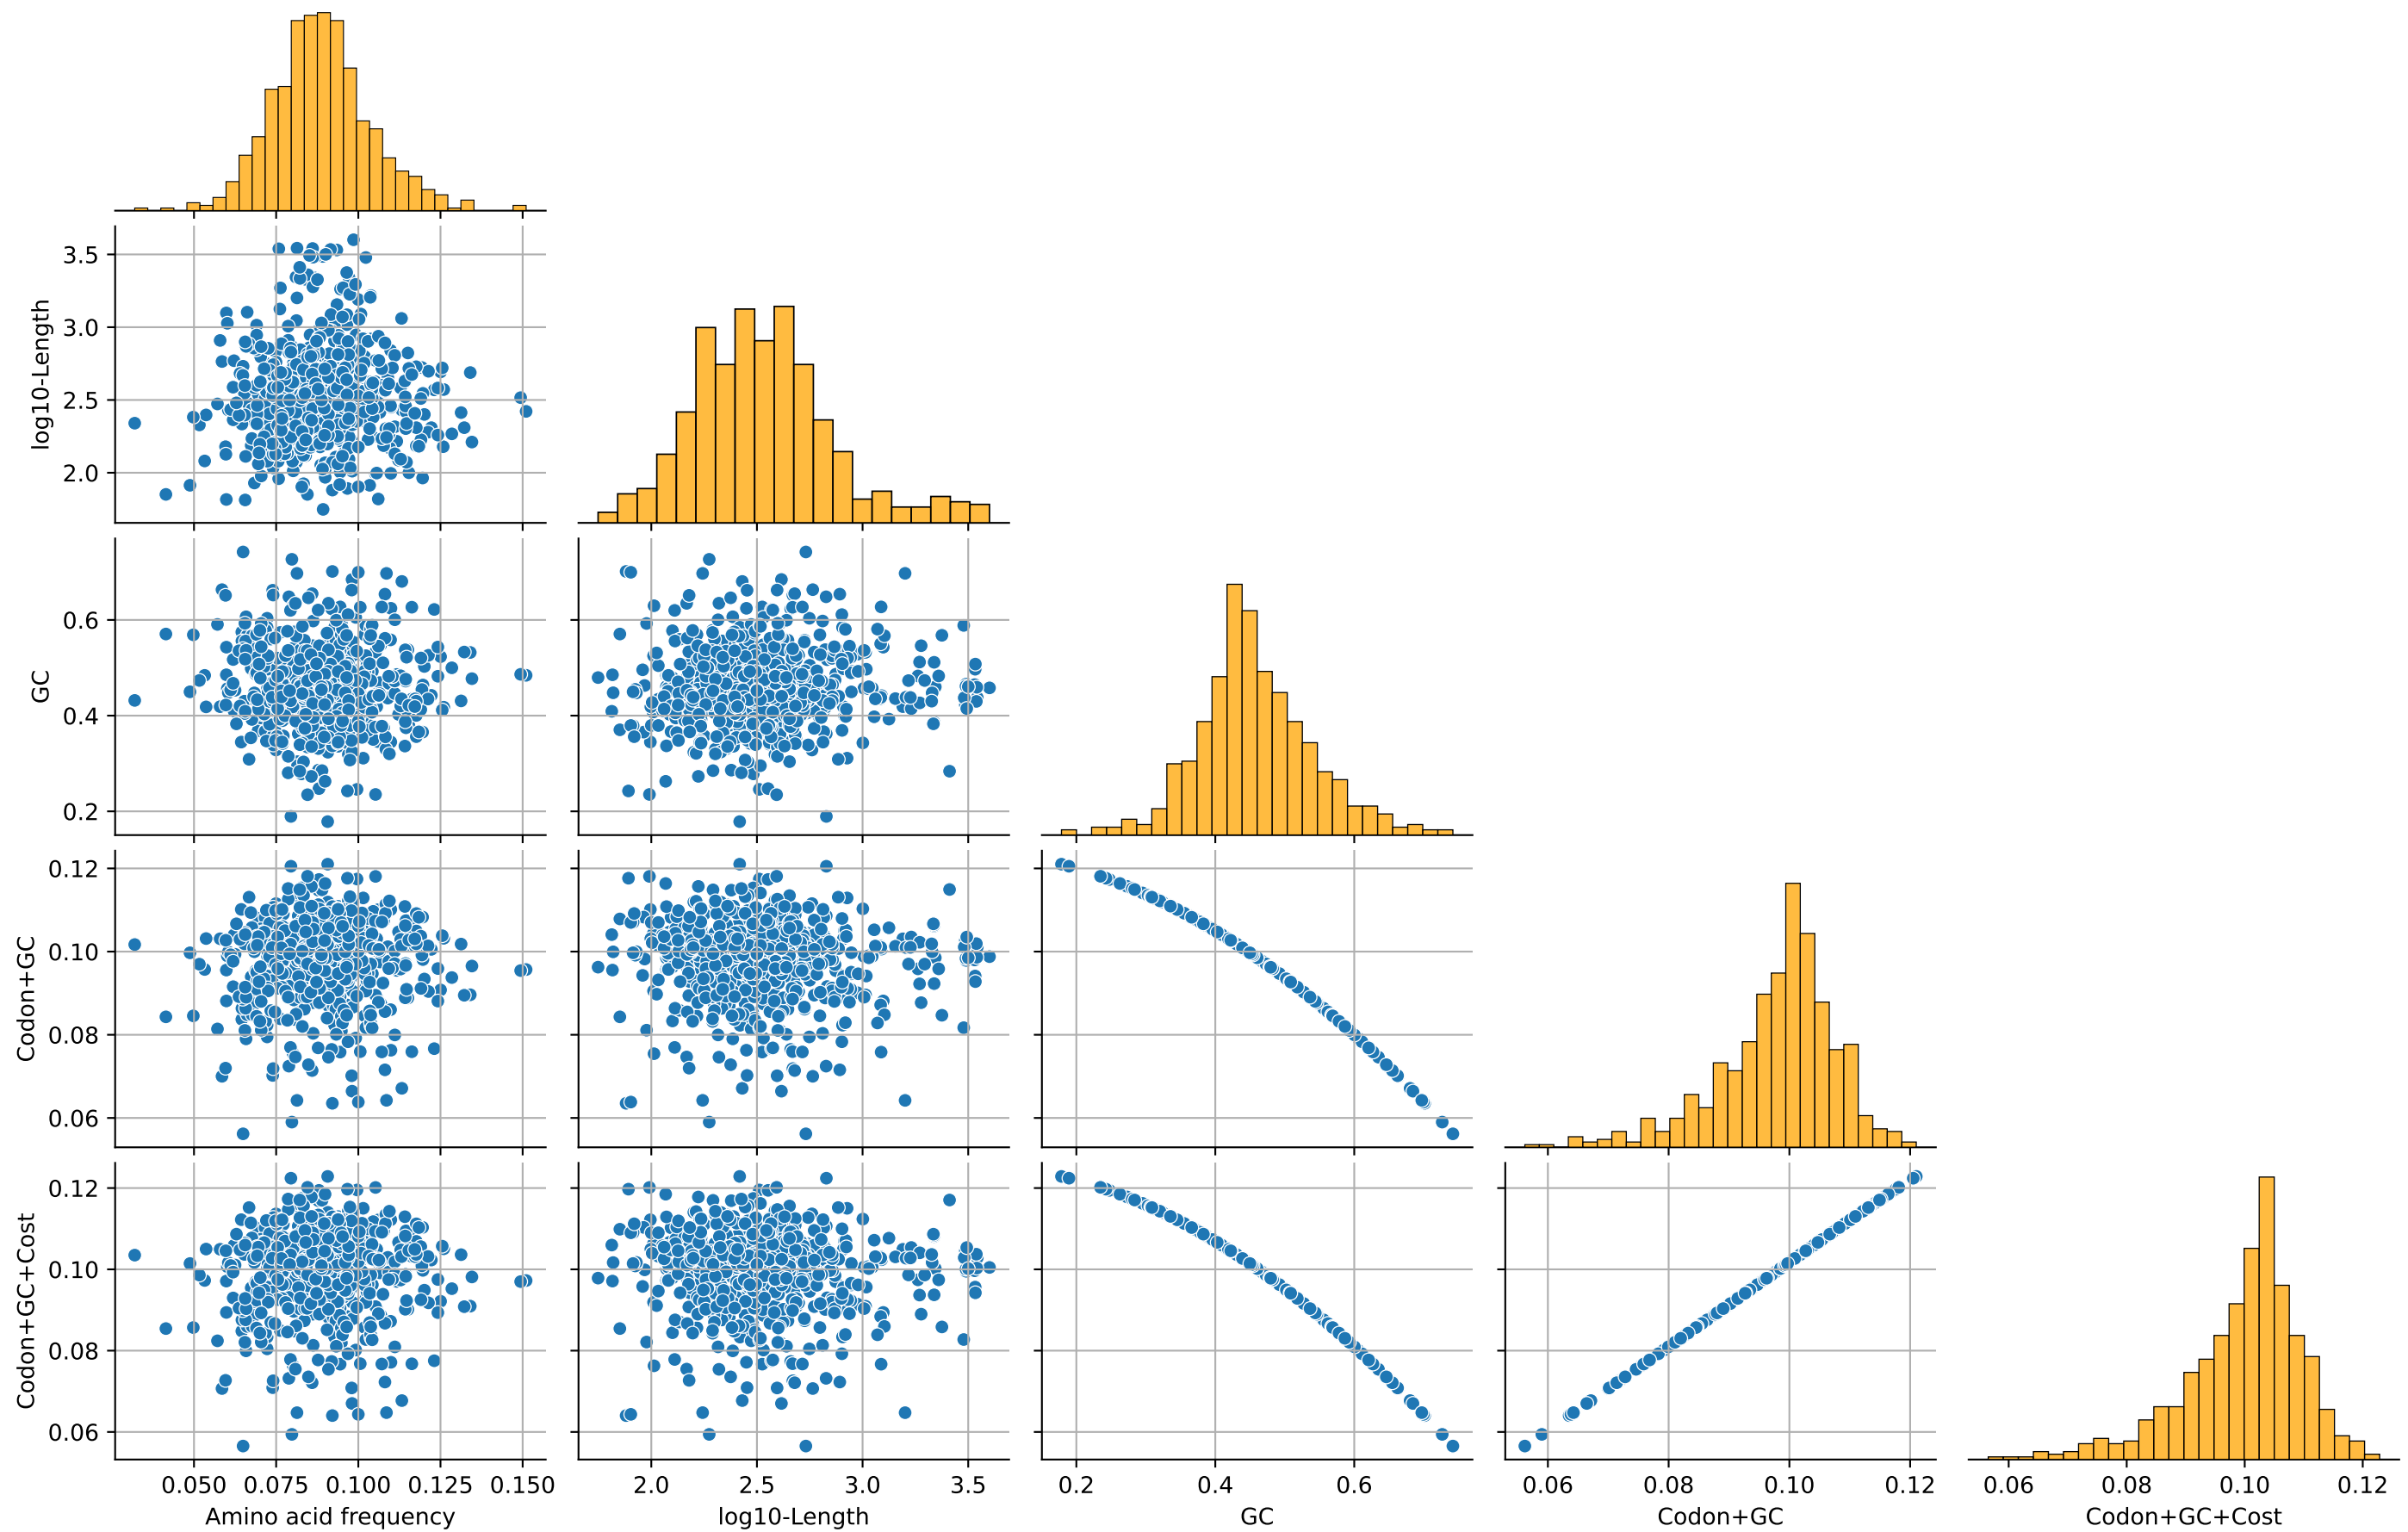 log10-Length
3.5
3.0
2.5
2.0
GC
0.6
0.4
0.2
Codon+GC
0.12
0.10
0.08
0.06
Codon+GC+Cost
0.12
0.10
0.08
0.06
0.050 0.075 0.100 0.125 0.150
Amino acid frequency
2.0 2.5 3.0 3.5
log10-Length
0.2 0.4 0.6
GC
0.06 0.08 0.10 0.12
Codon+GC
0.06 0.08 0.10 0.12
Codon+GC+Cost